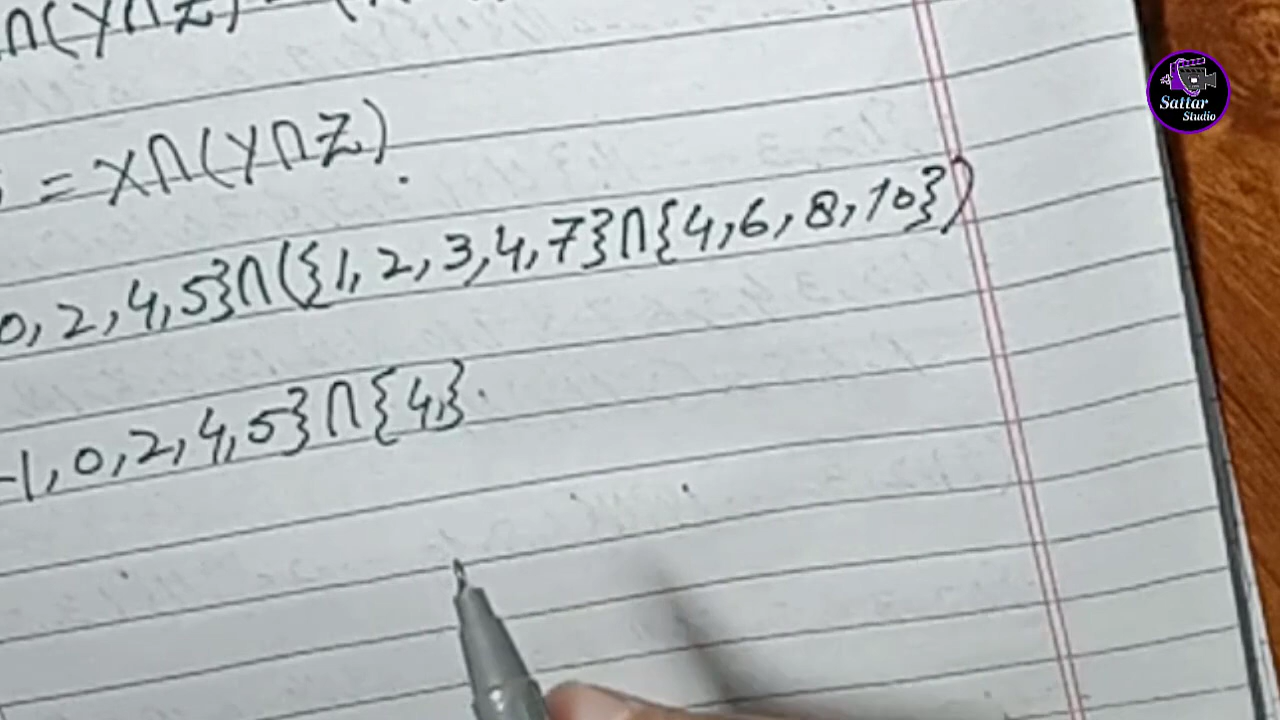 ∩(Y∩Z) = (
= X∩(Y∩Z).
0, 2, 4, 5}∩({1, 2, 3, 4, 7}∩{4, 6, 8, 10})
-1, 0, 2, 4, 5}∩{4,}.
Sattar
Studio